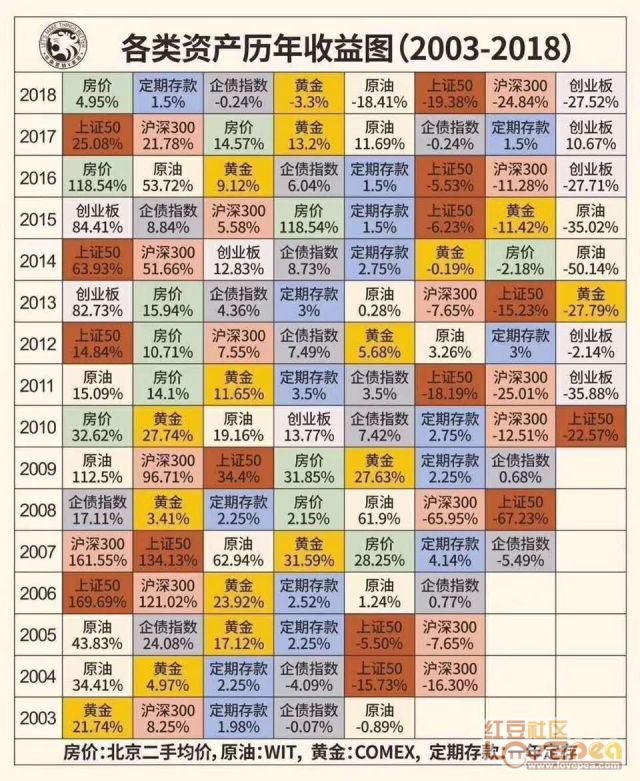 各类资产历年收益图(2003-2018)
2018 房价 定期存款 企债指数 黄金 原油 上证50 沪深300 创业板
4.95% 1.5% -0.24% -3.3% -18.41% -19.38% -24.84% -27.52%
2017 上证50 沪深300 房价 黄金 原油 企债指数 定期存款 创业板
25.08% 21.78% 14.57% 13.2% 11.69% -0.24% 1.5% 10.67%
2016 房价 原油 黄金 企债指数 定期存款 上证50 沪深300 创业板
118.54% 53.72% 9.12% 6.04% 1.5% -5.53% -11.28% -27.71%
2015 创业板 企债指数 沪深300 房价 定期存款 上证50 黄金 原油
84.41% 8.84% 5.58% 118.54% 1.5% -6.23% -11.42% -35.02%
2014 上证50 沪深300 创业板 企债指数 定期存款 黄金 房价 原油
63.93% 51.66% 12.83% 8.73% 2.75% -0.19% -2.18% -50.14%
2013 创业板 房价 企债指数 定期存款 原油 沪深300 上证50 黄金
82.73% 15.94% 4.36% 3% 0.28% -7.65% -15.23% -27.79%
2012 上证50 房价 沪深300 企债指数 黄金 原油 定期存款 创业板
14.84% 10.71% 7.55% 7.49% 5.68% 3.26% 3% -2.14%
2011 原油 房价 黄金 定期存款 企债指数 上证50 沪深300 创业板
15.09% 14.1% 11.65% 3.5% 3.5% -18.19% -25.01% -35.88%
2010 房价 黄金 原油 创业板 企债指数 定期存款 沪深300 上证50
32.62% 27.74% 19.16% 13.77% 7.42% 2.75% -12.51% -22.57%
2009 原油 沪深300 上证50 房价 黄金 定期存款 企债指数
112.5% 96.71% 34.4% 31.85% 27.63% 2.25% 0.68%
2008 企债指数 黄金 定期存款 房价 原油 沪深300 上证50
17.11% 3.41% 2.25% 2.15% 61.9% -65.95% -67.23%
2007 沪深300 上证50 原油 黄金 房价 定期存款 企债指数
161.55% 134.13% 62.94% 31.59% 28.25% 4.14% -5.49%
2006 上证50 沪深300 黄金 定期存款 原油 企债指数
169.69% 121.02% 23.92% 2.52% 1.24% 0.77%
2005 原油 企债指数 黄金 定期存款 上证50 沪深300
43.83% 24.08% 17.12% 2.25% -5.50% -7.65%
2004 原油 黄金 定期存款 企债指数 上证50 沪深300
34.41% 4.97% 2.25% -4.09% -15.73% -16.30%
2003 黄金 沪深300 定期存款 企债指数 原油
21.74% 8.25% 1.98% -0.07% -0.89%
房价:北京二手均价, 原油:WIT, 黄金:COMEX, 定期存款:一年定存
红豆社区
www.lovepea.com